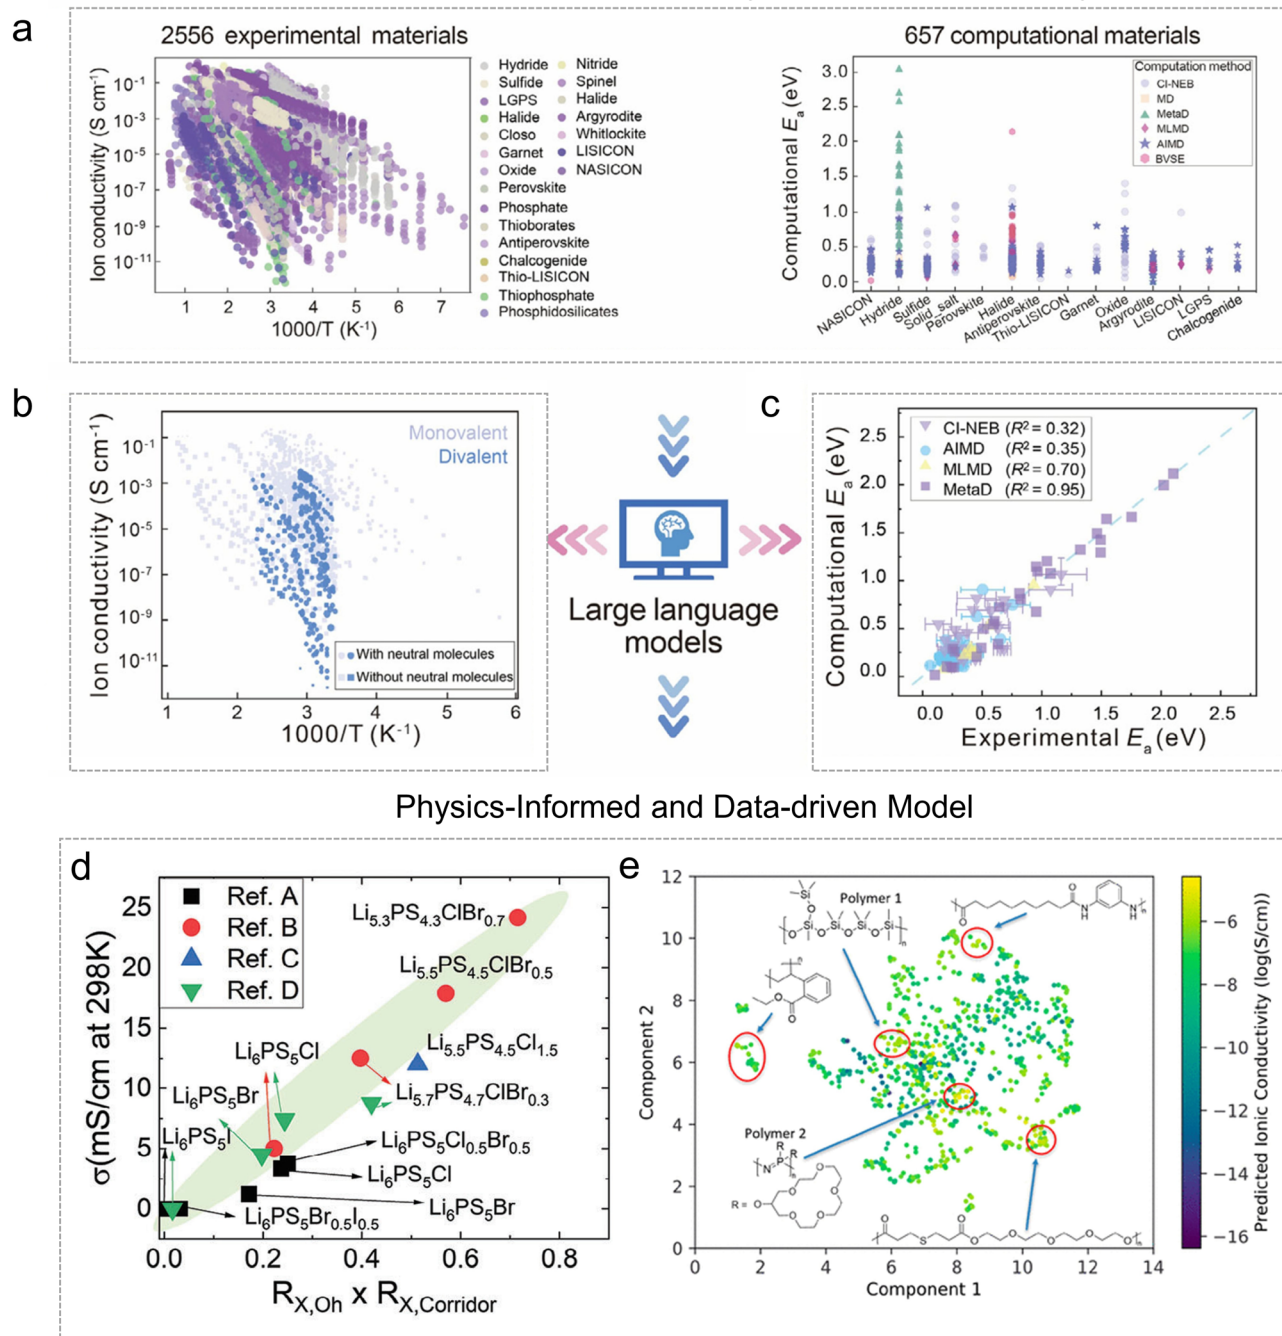 a
2556 experimental materials
Ion conductivity (S cm⁻¹)
10⁻¹
10⁻³
10⁻⁵
10⁻⁷
10⁻⁹
10⁻¹¹
1 2 3 4 5 6 7
1000/T (K⁻¹)
Hydride
Sulfide
LGPS
Halide
Closo
Garnet
Oxide
Perovskite
Phosphate
Thioborates
Antiperovskite
Chalcogenide
Thio-LISICON
Thiophosphate
Phosphidosilicates
Nitride
Spinel
Halide
Argyrodite
Whitlockite
LISICON
NASICON
657 computational materials
Computational Eₐ (eV)
3.0
2.5
2.0
1.5
1.0
0.5
0.0
Computation method
CI-NEB
MD
MetaD
MLMD
AIMD
BVSE
NASICON
Hydride
Sulfide
Solid_salt
Perovskite
Halide
Antiperovskite
Thio-LISICON
Garnet
Oxide
Argyrodite
LISICON
LGPS
Chalcogenide
b
Ion conductivity (S cm⁻¹)
10⁻¹
10⁻³
10⁻⁵
10⁻⁷
10⁻⁹
10⁻¹¹
Monovalent
Divalent
With neutral molecules
Without neutral molecules
1 2 3 4 5 6
1000/T (K⁻¹)
Large language
models
c
Computational Eₐ (eV)
2.5
2.0
1.5
1.0
0.5
0.0
CI-NEB (R² = 0.32)
AIMD (R² = 0.35)
MLMD (R² = 0.70)
MetaD (R² = 0.95)
0.0 0.5 1.0 1.5 2.0 2.5
Experimental Eₐ (eV)
Physics-Informed and Data-driven Model
d
σ(mS/cm at 298K)
25
20
15
10
5
0
Ref. A
Ref. B
Ref. C
Ref. D
Li₅.₃PS₄.₃ClBr₀.₇
Li₅.₅PS₄.₅ClBr₀.₅
Li₅.₅PS₄.₅Cl₁.₅
Li₆PS₅Cl
Li₅.₇PS₄.₇ClBr₀.₃
Li₆PS₅Br
Li₆PS₅I
Li₆PS₅Cl₀.₅Br₀.₅
Li₆PS₅Cl
Li₆PS₅Br
Li₆PS₅Br₀.₅I₀.₅
0.0 0.2 0.4 0.6 0.8
R_X,Oh x R_X,Corridor
e
Component 2
12
10
8
6
4
2
0
Polymer 1
Polymer 2
R =
0 2 4 6 8 10 12 14
Component 1
−6
−8
−10
−12
−14
−16
Predicted Ionic Conductivity (log(S/cm))